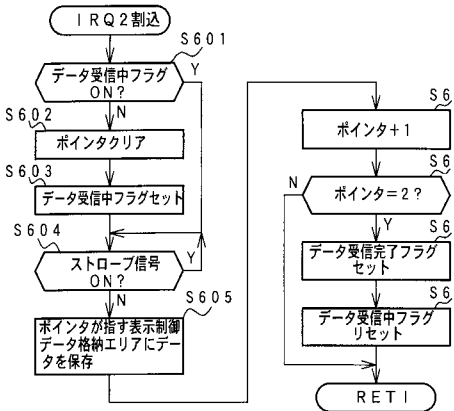 IRQ2割込
S601
データ受信中フラグ
ON?
Y
N
S602
ポインタクリア
S603
データ受信中フラグセット
S604
ストローブ信号
ON?
Y
N
S605
ポインタが指す表示制御
データ格納エリアにデー
タを保存
S6
ポインタ+1
S6
N
ポインタ=2?
Y
S6
データ受信完了フラグ
セット
S6
データ受信中フラグ
リセット
RETI